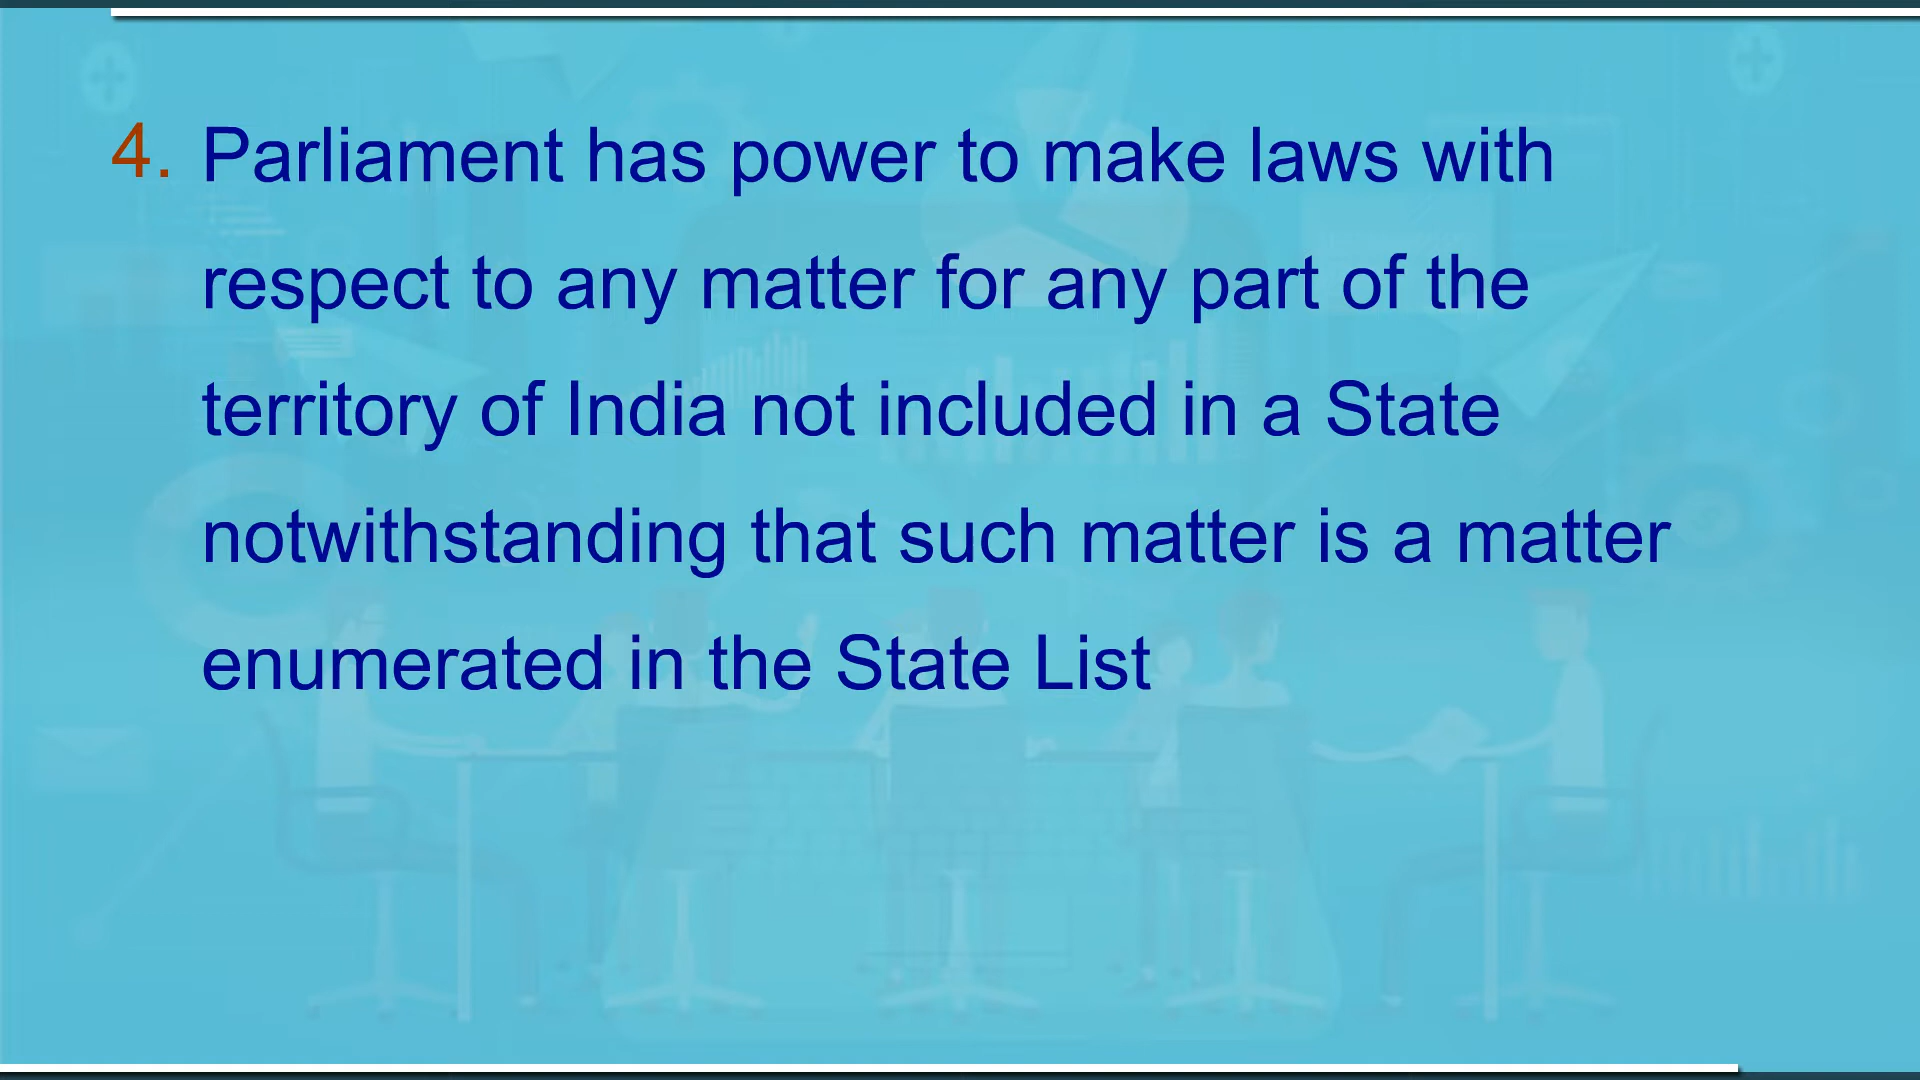 4. Parliament has power to make laws with
respect to any matter for any part of the
territory of India not included in a State
notwithstanding that such matter is a matter
enumerated in the State List